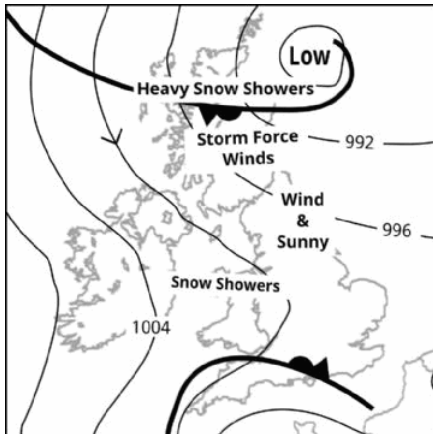 Low
Heavy Snow Showers
Storm Force
Winds
992
Wind
&
Sunny
996
Snow Showers
1004